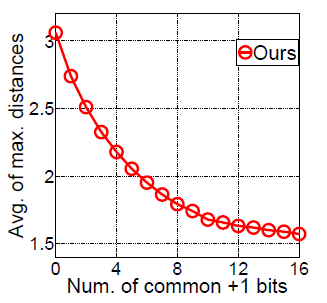 Avg. of max. distances
3
2.5
2
1.5
Ours
0 4 8 12 16
Num. of common +1 bits